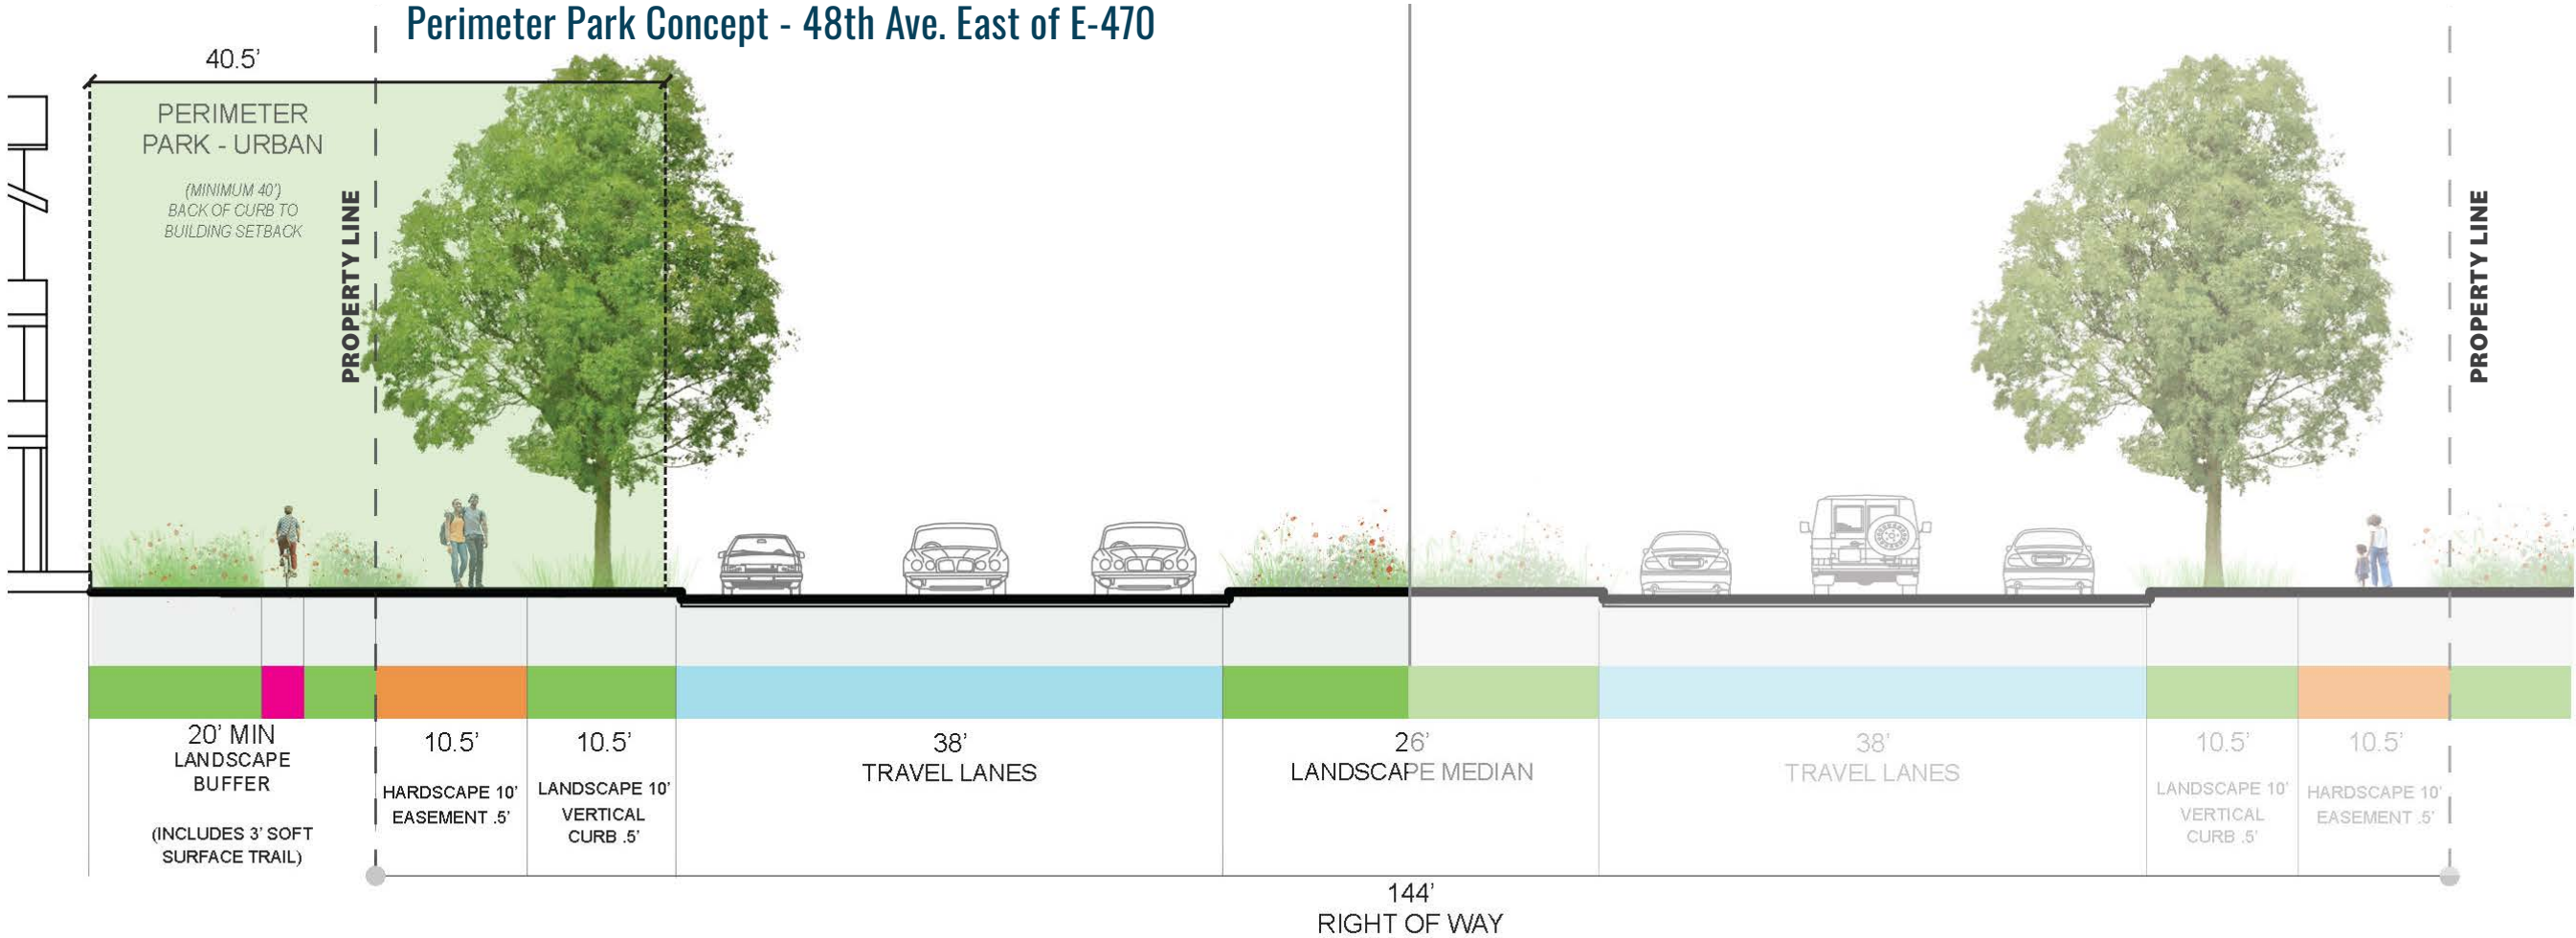 Perimeter Park Concept - 48th Ave. East of E-470
40.5'
PERIMETER
PARK - URBAN
(MINIMUM 40')
BACK OF CURB TO
BUILDING SETBACK
PROPERTY LINE
PROPERTY LINE
20' MIN
LANDSCAPE
BUFFER
(INCLUDES 3' SOFT
SURFACE TRAIL)
10.5'
HARDSCAPE 10'
EASEMENT .5'
10.5'
LANDSCAPE 10'
VERTICAL
CURB .5'
38'
TRAVEL LANES
26'
LANDSCAPE MEDIAN
38'
TRAVEL LANES
10.5'
LANDSCAPE 10'
VERTICAL
CURB .5'
10.5'
HARDSCAPE 10'
EASEMENT .5'
144'
RIGHT OF WAY